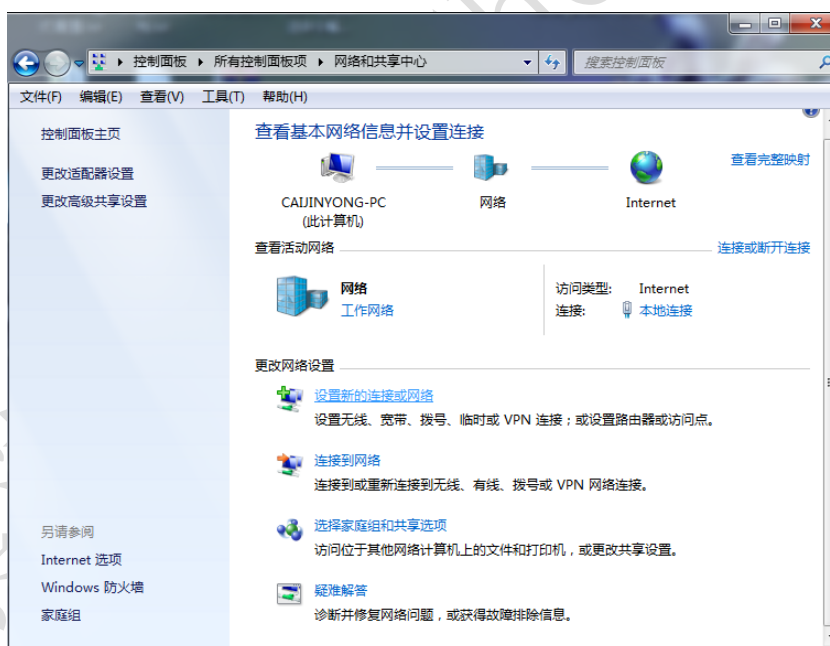 控制面板 ▸ 所有控制面板项 ▸ 网络和共享中心
搜索控制面板
文件(F) 编辑(E) 查看(V) 工具(T) 帮助(H)
控制面板主页
更改适配器设置
更改高级共享设置
查看基本网络信息并设置连接
查看完整映射
CAIJINYONG-PC
(此计算机)
网络
Internet
查看活动网络
连接或断开连接
网络
工作网络
访问类型: Internet
连接: 本地连接
更改网络设置
设置新的连接或网络
设置无线、宽带、拨号、临时或 VPN 连接；或设置路由器或访问点。
连接到网络
连接到或重新连接到无线、有线、拨号或 VPN 网络连接。
选择家庭组和共享选项
访问位于其他网络计算机上的文件和打印机，或更改共享设置。
疑难解答
诊断并修复网络问题，或获得故障排除信息。
另请参阅
Internet 选项
Windows 防火墙
家庭组